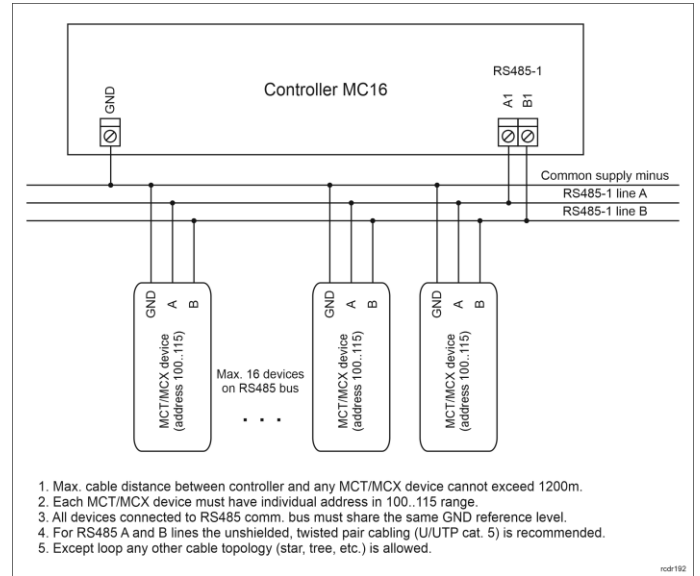 Controller MC16
RS485-1
GND
A1
B1
Common supply minus
RS485-1 line A
RS485-1 line B
GND
A
B
MCT/MCX device
(address 100..115)
Max. 16 devices
on RS485 bus
. . .
GND
A
B
MCT/MCX device
(address 100..115)
GND
A
B
MCT/MCX device
(address 100..115)
1. Max. cable distance between controller and any MCT/MCX device cannot exceed 1200m.
2. Each MCT/MCX device must have individual address in 100..115 range.
3. All devices connected to RS485 comm. bus must share the same GND reference level.
4. For RS485 A and B lines the unshielded, twisted pair cabling (U/UTP cat. 5) is recommended.
5. Except loop any other cable topology (star, tree, etc.) is allowed.
rcdr192